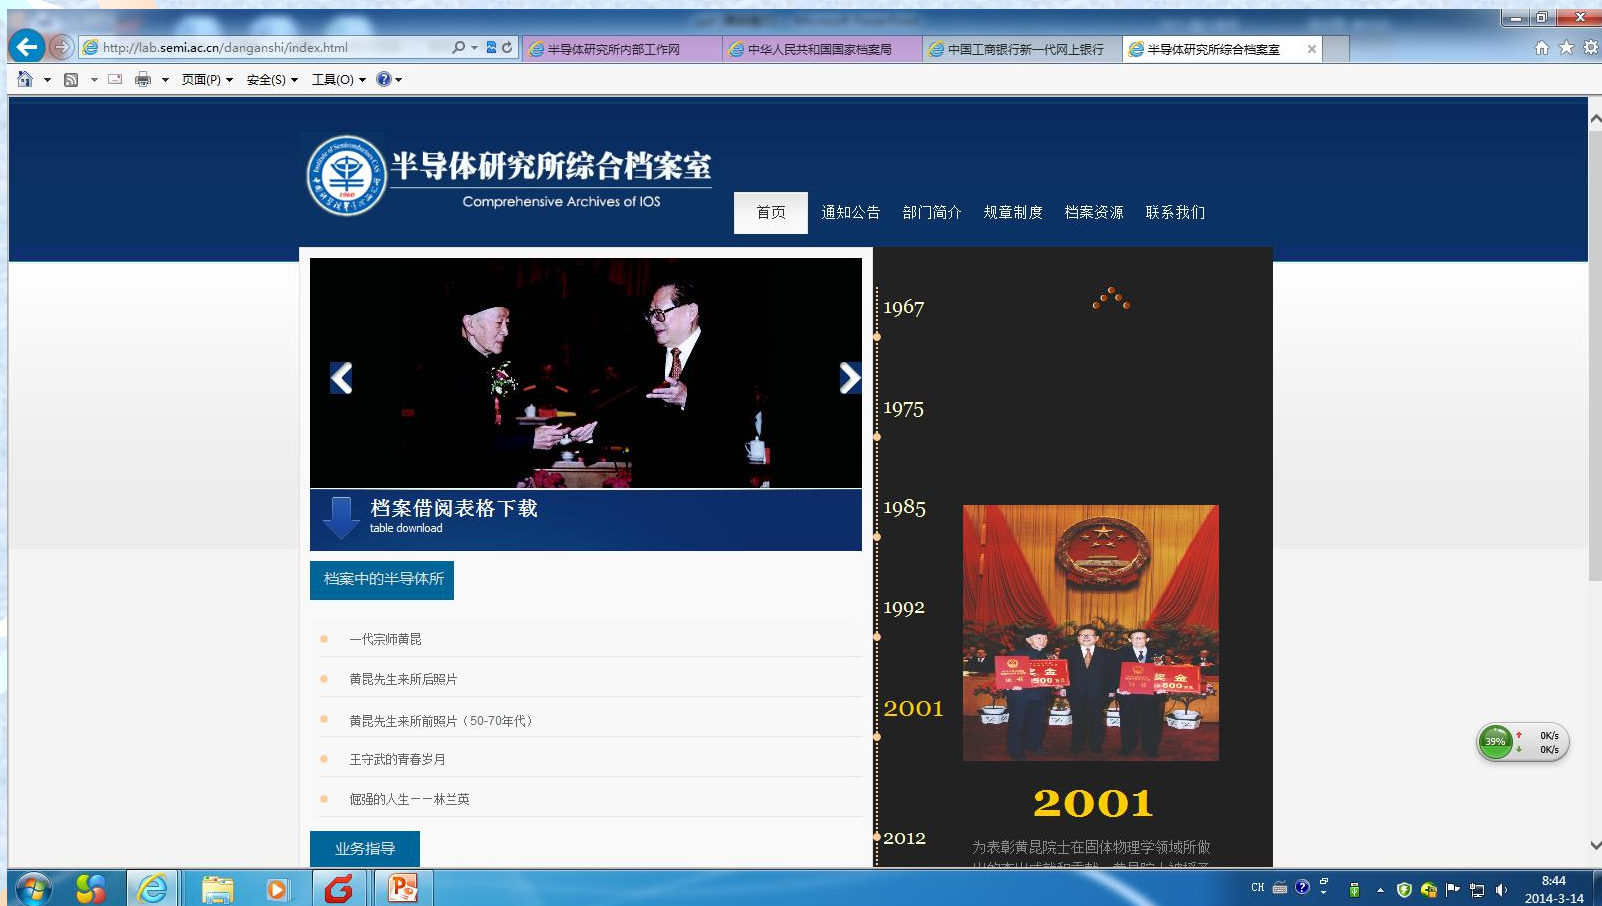 http://lab.semi.ac.cn/danganshi/index.html
半导体研究所内部工作网
中华人民共和国国家档案局
中国工商银行新一代网上银行
半导体研究所综合档案室
页面(P)
安全(S)
工具(O)
半导体研究所综合档案室
Comprehensive Archives of IOS
首页
通知公告
部门简介
规章制度
档案资源
联系我们
档案借阅表格下载
table download
档案中的半导体所
一代宗师黄昆
黄昆先生来所后照片
黄昆先生来所前照片（50-70年代）
王守武的青春岁月
倔强的人生——林兰英
业务指导
1967
1975
1985
1992
2001
2012
2001
为表彰黄昆院士在固体物理学领域所做
39%
0K/s
0K/s
CH
8:44
2014-3-14